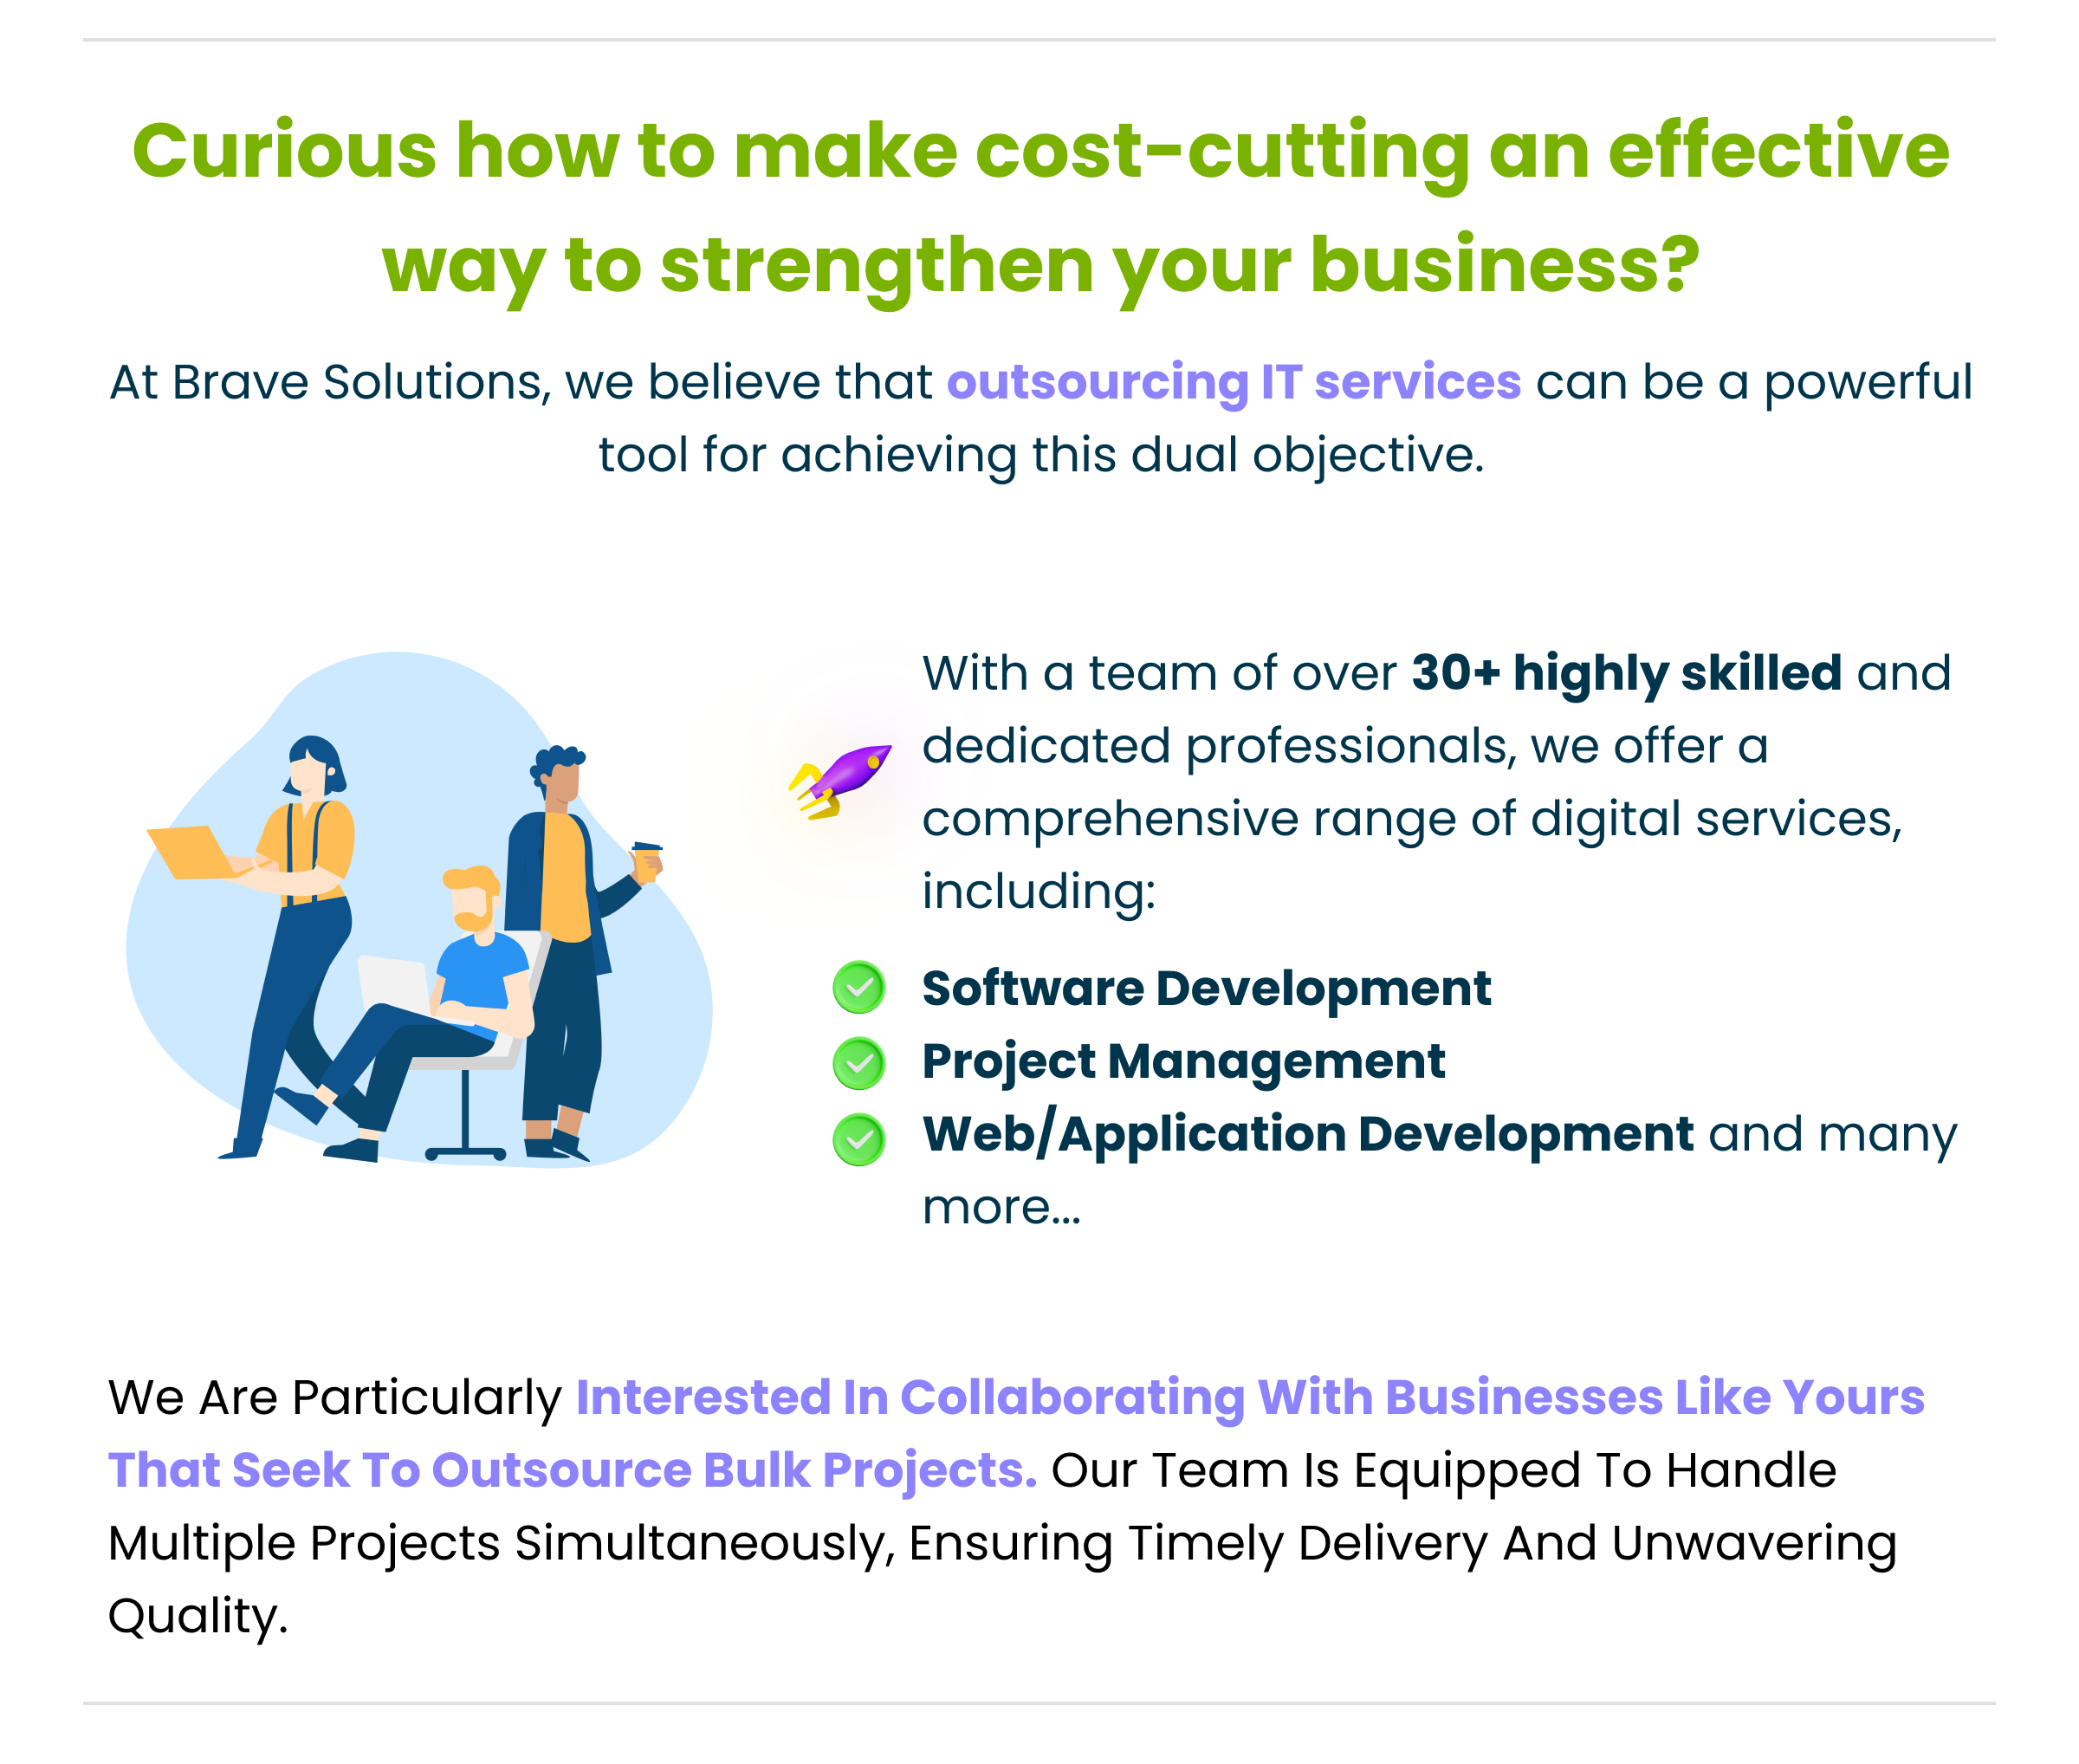 Curious how to make cost-cutting an effective
way to strengthen your business?
At Brave Solutions, we believe that outsourcing IT services can be a powerful
tool for achieving this dual objective.
With a team of over 30+ highly skilled and
dedicated professionals, we offer a
comprehensive range of digital services,
including:
Software Development
Project Management
Web/Application Development and many
more...
We Are Particularly Interested In Collaborating With Businesses Like Yours
That Seek To Outsource Bulk Projects. Our Team Is Equipped To Handle
Multiple Projects Simultaneously, Ensuring Timely Delivery And Unwavering
Quality.